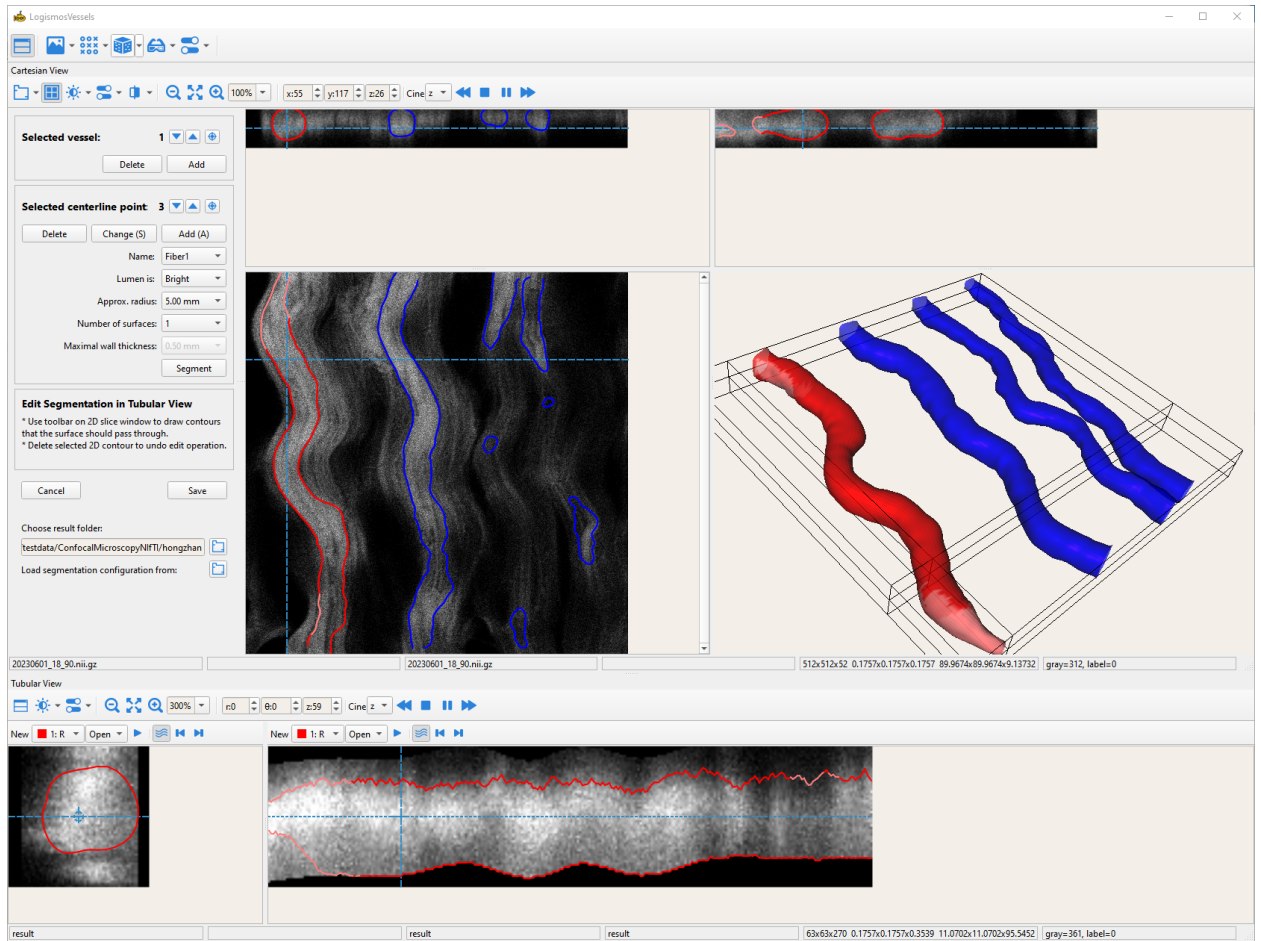 LogismosVessels
Cartesian View
100% x:55 y:117 z:26 Cine z
Selected vessel: 1
Delete Add
Selected centerline point: 3
Delete Change (S) Add (A)
Name: Fiber1
Lumen is: Bright
Approx. radius: 5.00 mm
Number of surfaces: 1
Maximal wall thickness: 0.50 mm
Segment
Edit Segmentation in Tubular View
* Use toolbar on 2D slice window to draw contours
that the surface should pass through.
* Delete selected 2D contour to undo edit operation.
Cancel Save
Choose result folder:
'testdata/ConfocalMicroscopyNIfTI/hongzhan
Load segmentation configuration from:
20230601_18_90.nii.gz 20230601_18_90.nii.gz 512x512x52 0.1757x0.1757x0.1757 89.9674x89.9674x9.13732 gray=312, label=0
Tubular View
300% r:0 θ:0 z:59 Cine z
New 1: R Open New 1: R Open
result result result 63x63x270 0.1757x0.1757x0.3539 11.0702x11.0702x95.5452 gray=361, label=0